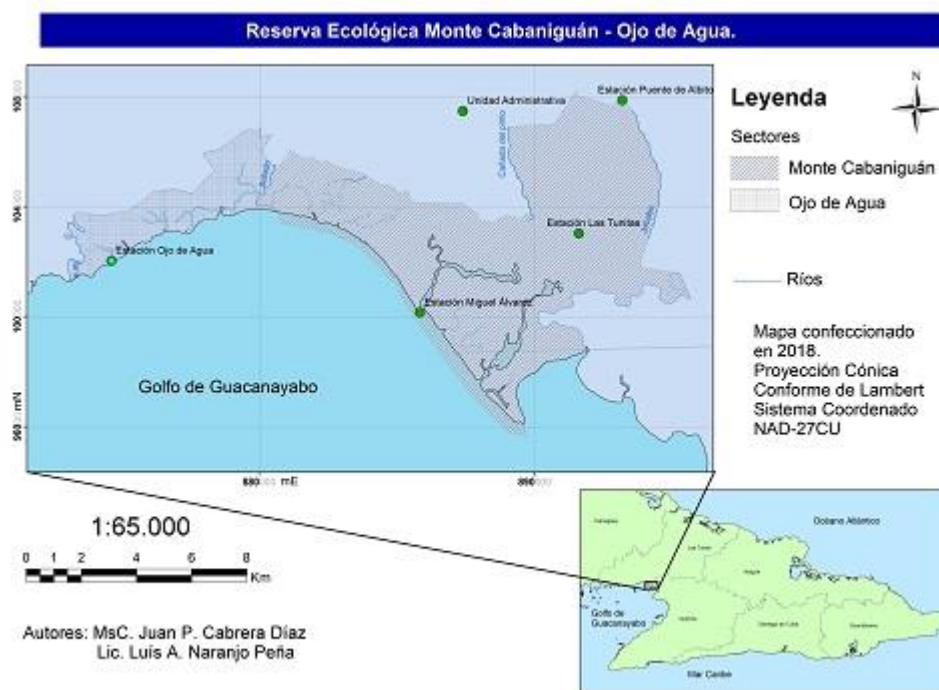 Reserva Ecológica Monte Cabaniguán - Ojo de Agua.
Estación Puente de Albito
Unidad Administrativa
Estación Las Tunitas
Estación Ojo de Agua
Estación Miguel Álvarez
Golfo de Guacanayabo
mN
mE
Leyenda
N
Sectores
Monte Cabaniguán
Ojo de Agua
Ríos
Mapa confeccionado
en 2018.
Proyección Cónica
Conforme de Lambert
Sistema Coordenado
NAD-27CU
1:65.000
0 1 2 4 6 8
Km
Autores: MsC. Juan P. Cabrera Díaz
Lic. Luís A. Naranjo Peña
Océano Atlántico
Golfo de
Guacanayabo
Mar Caribe